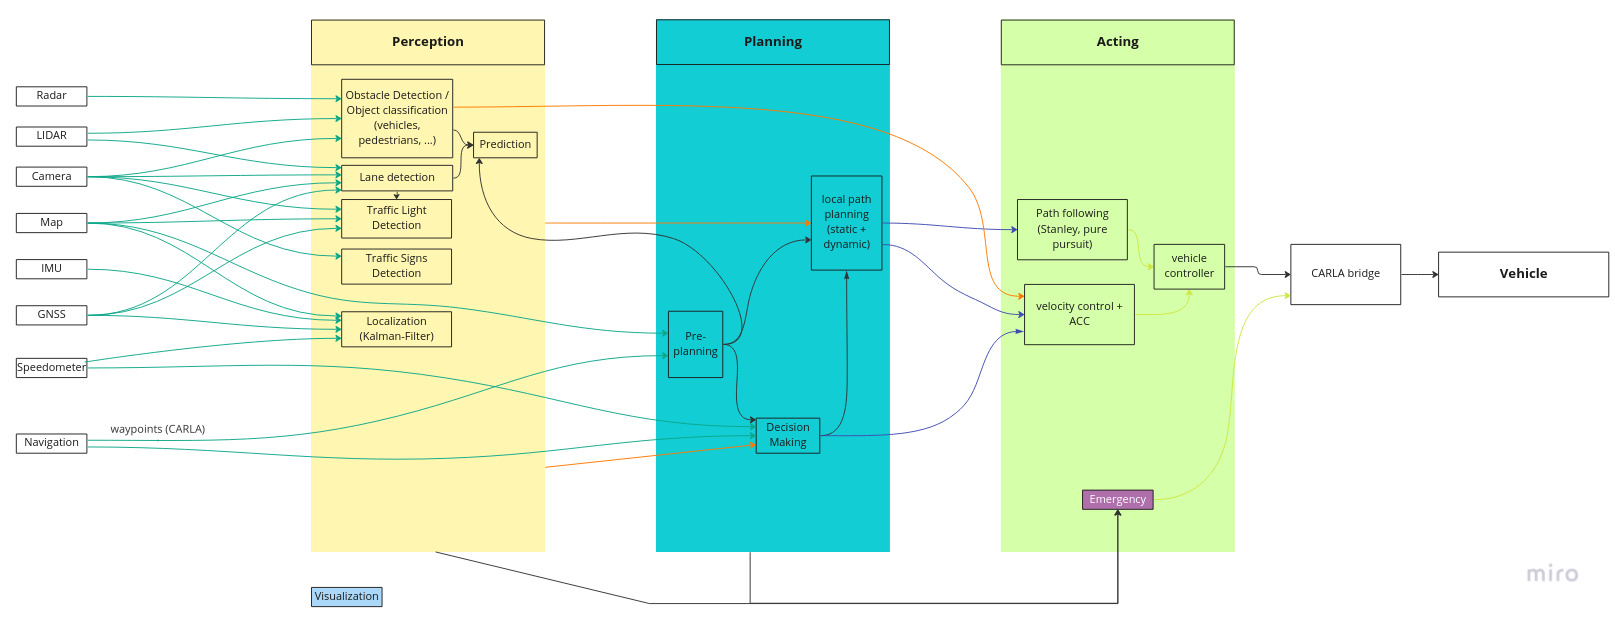 Perception
Planning
Acting
Radar
LIDAR
Camera
Map
IMU
GNSS
Speedometer
Navigation
waypoints (CARLA)
Obstacle Detection /
Object classification
(vehicles,
pedestrians, ...)
Prediction
Lane detection
Traffic Light
Detection
Traffic Signs
Detection
Localization
(Kalman-Filter)
local path
planning
(static +
dynamic)
Pre-
planning
Decision
Making
Path following
(Stanley, pure
pursuit)
vehicle
controller
velocity control +
ACC
Emergency
CARLA bridge
Vehicle
Visualization
miro